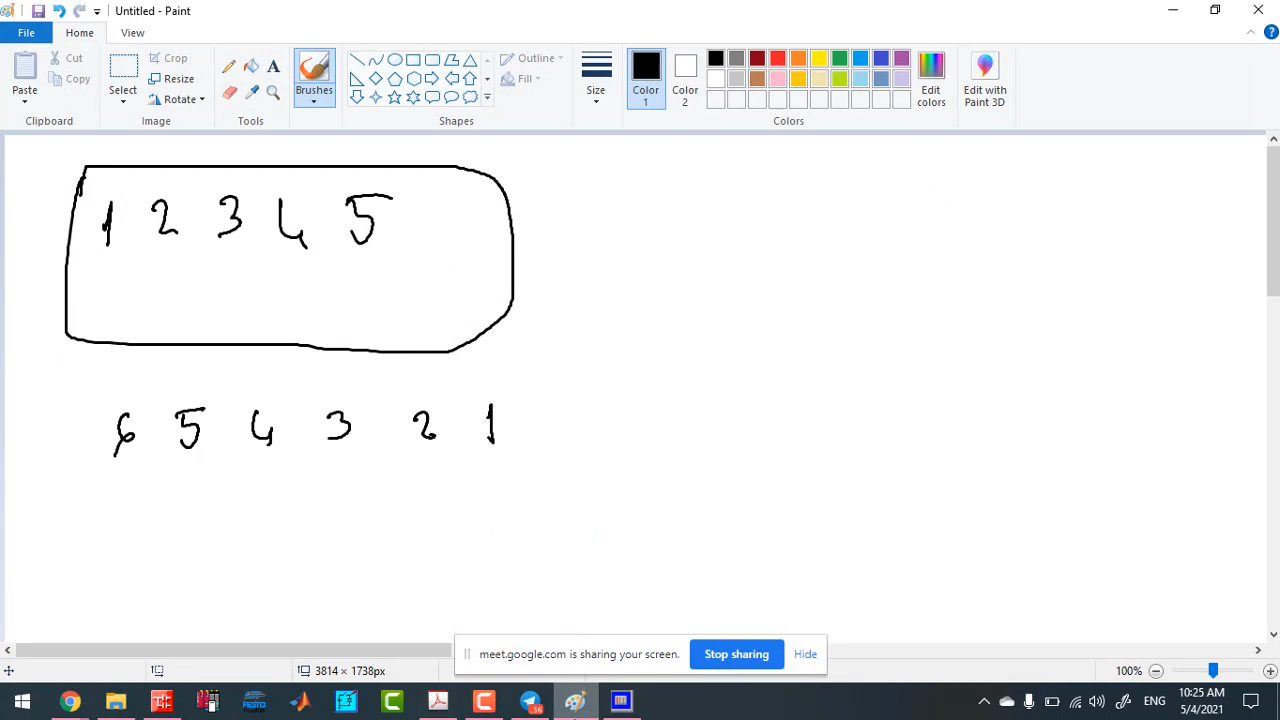 Untitled - Paint
File Home View
Paste
Cut
Copy
Clipboard
Select
Crop
Resize
Rotate
Image
A
Tools
Brushes
Outline
Fill
Shapes
Size
Color 1
Color 2
Edit colors
Colors
Edit with Paint 3D
1 2 3 4 5
6 5 4 3 2 1
meet.google.com is sharing your screen. Stop sharing Hide
3814 × 1738px
100%
56
ENG
10:25 AM
5/4/2021